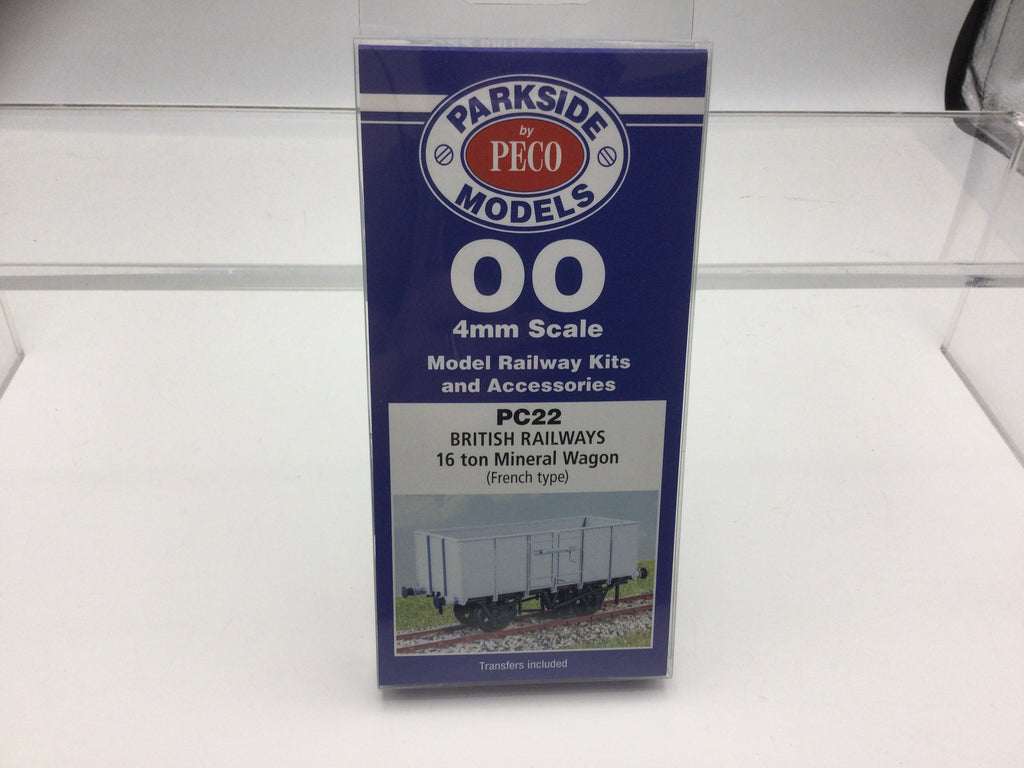 PARKSIDE
by
PECO
MODELS
OO
4mm Scale
Model Railway Kits
and Accessories
PC22
BRITISH RAILWAYS
16 ton Mineral Wagon
(French type)
Transfers included